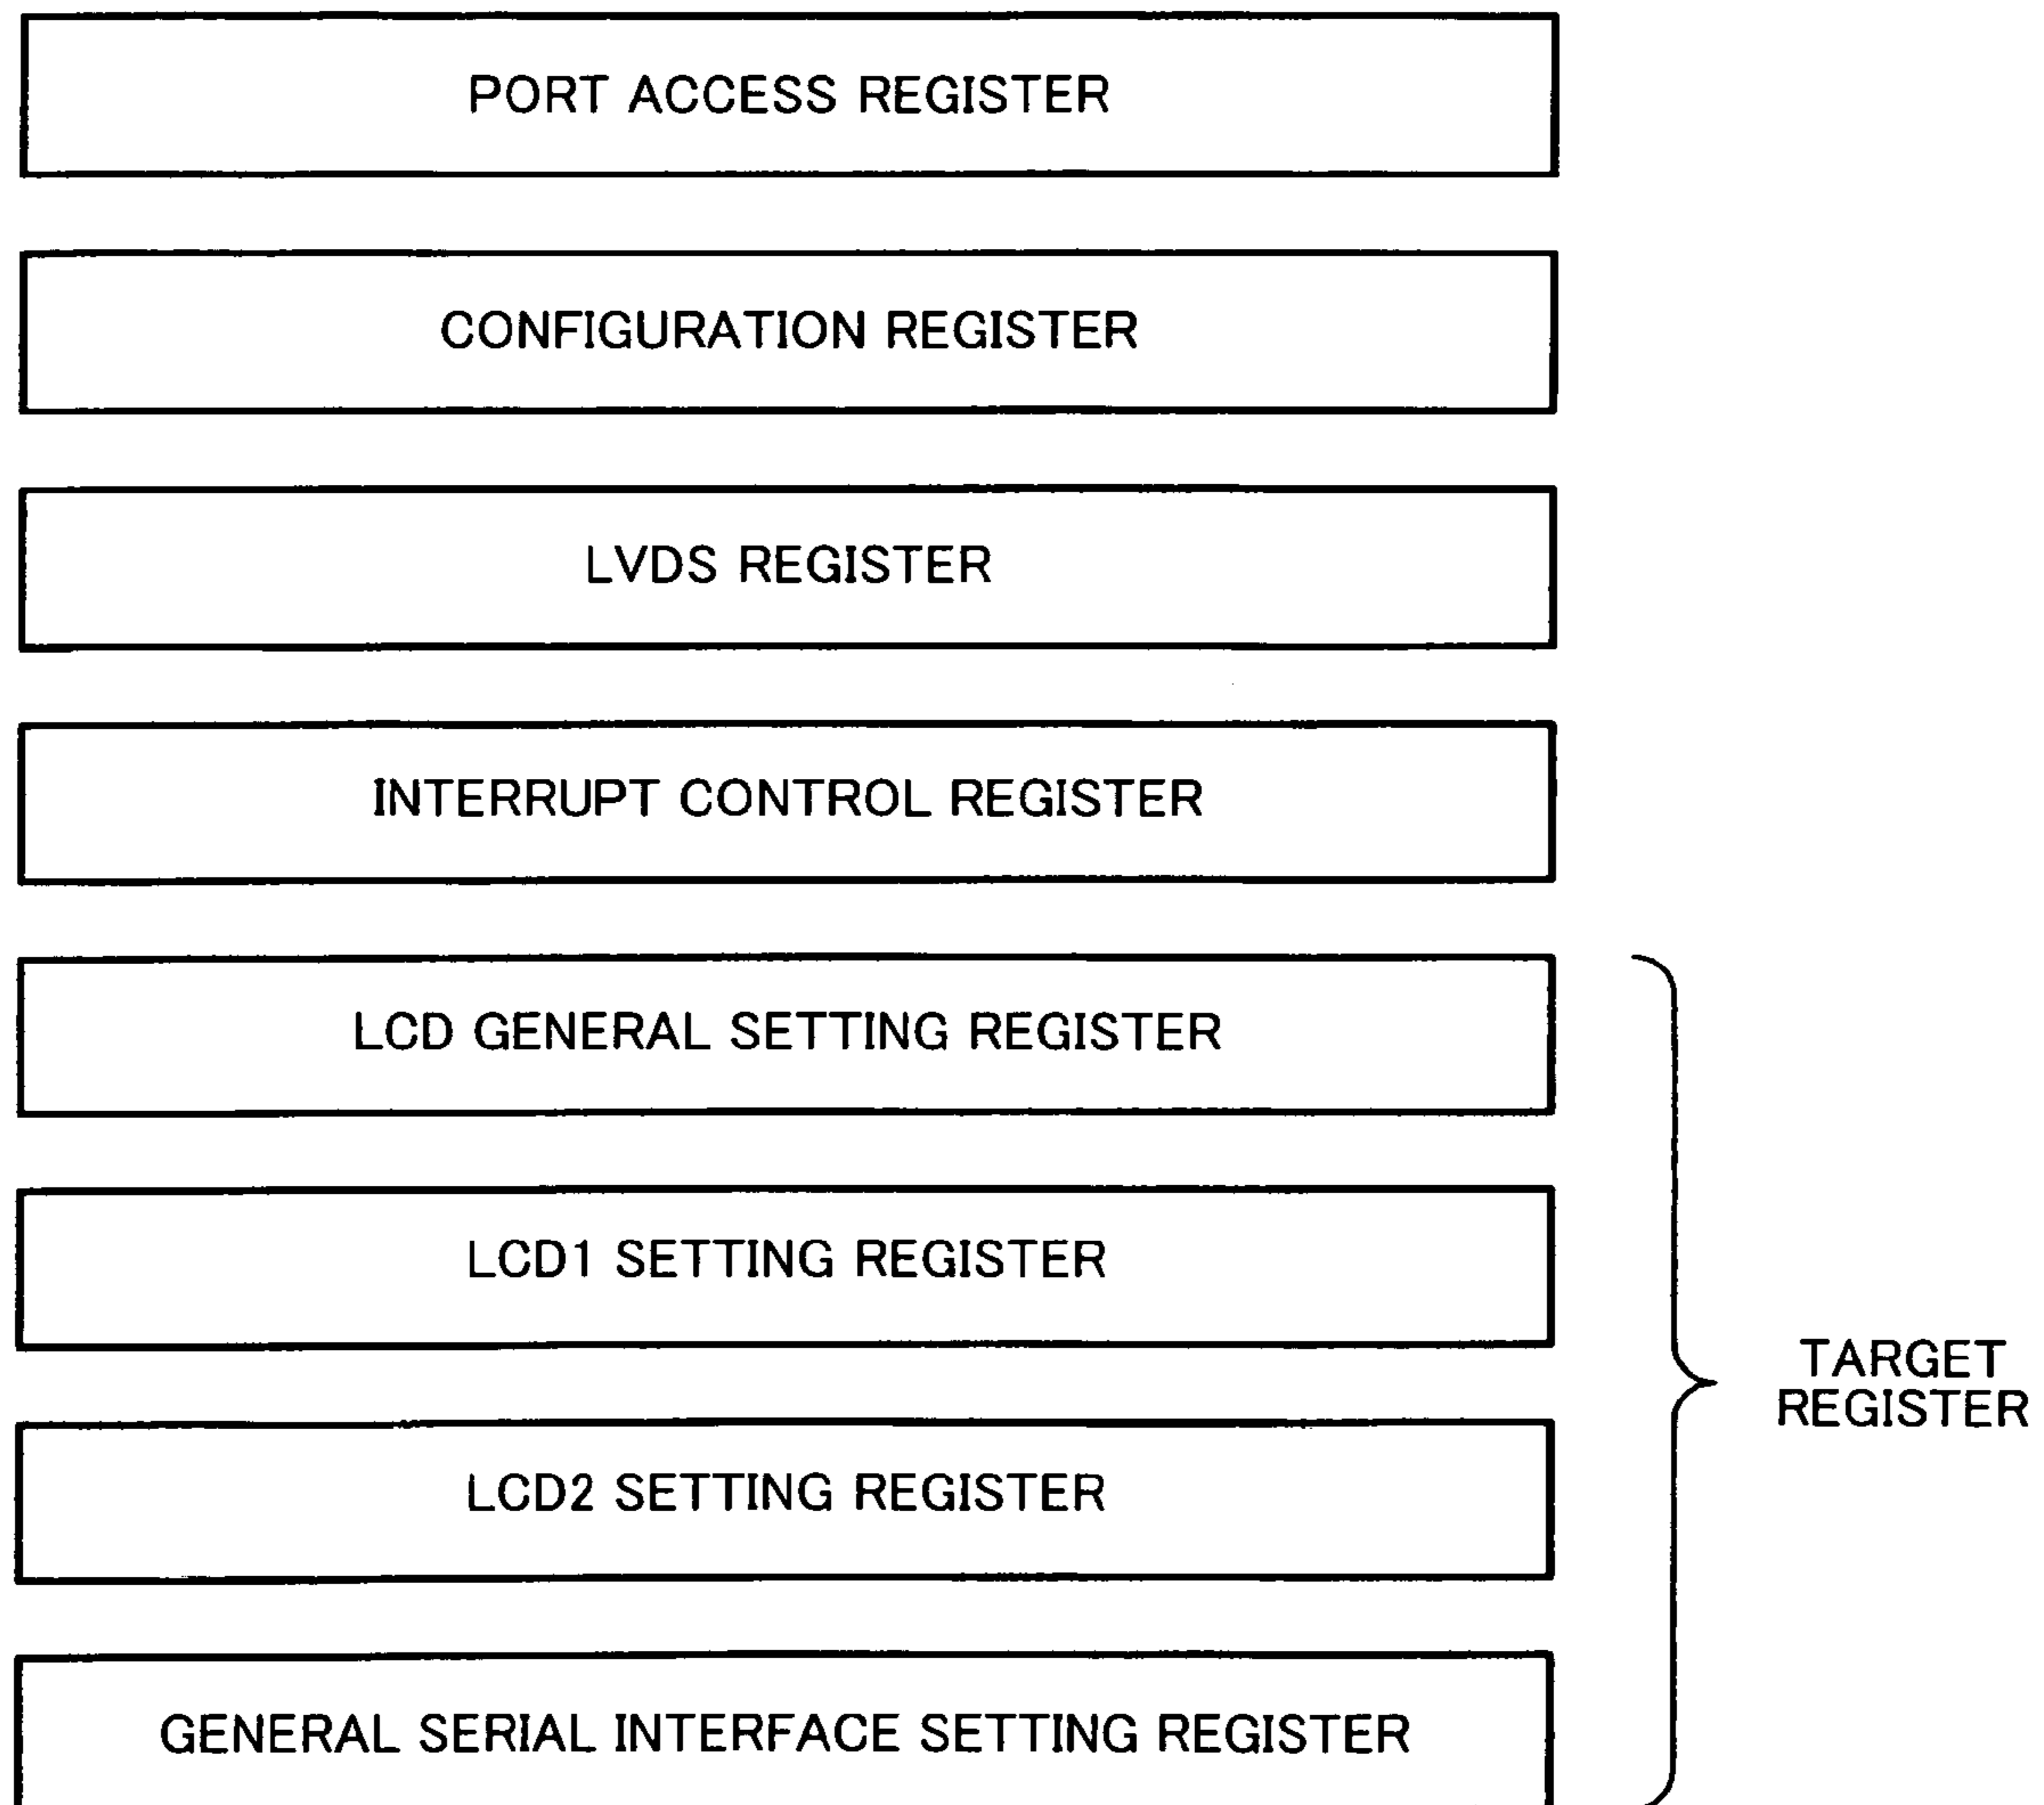 PORT ACCESS REGISTER
CONFIGURATION REGISTER
LVDS REGISTER
INTERRUPT CONTROL REGISTER
LCD GENERAL SETTING REGISTER
LCD1 SETTING REGISTER
LCD2 SETTING REGISTER
GENERAL SERIAL INTERFACE SETTING REGISTER
TARGET
REGISTER